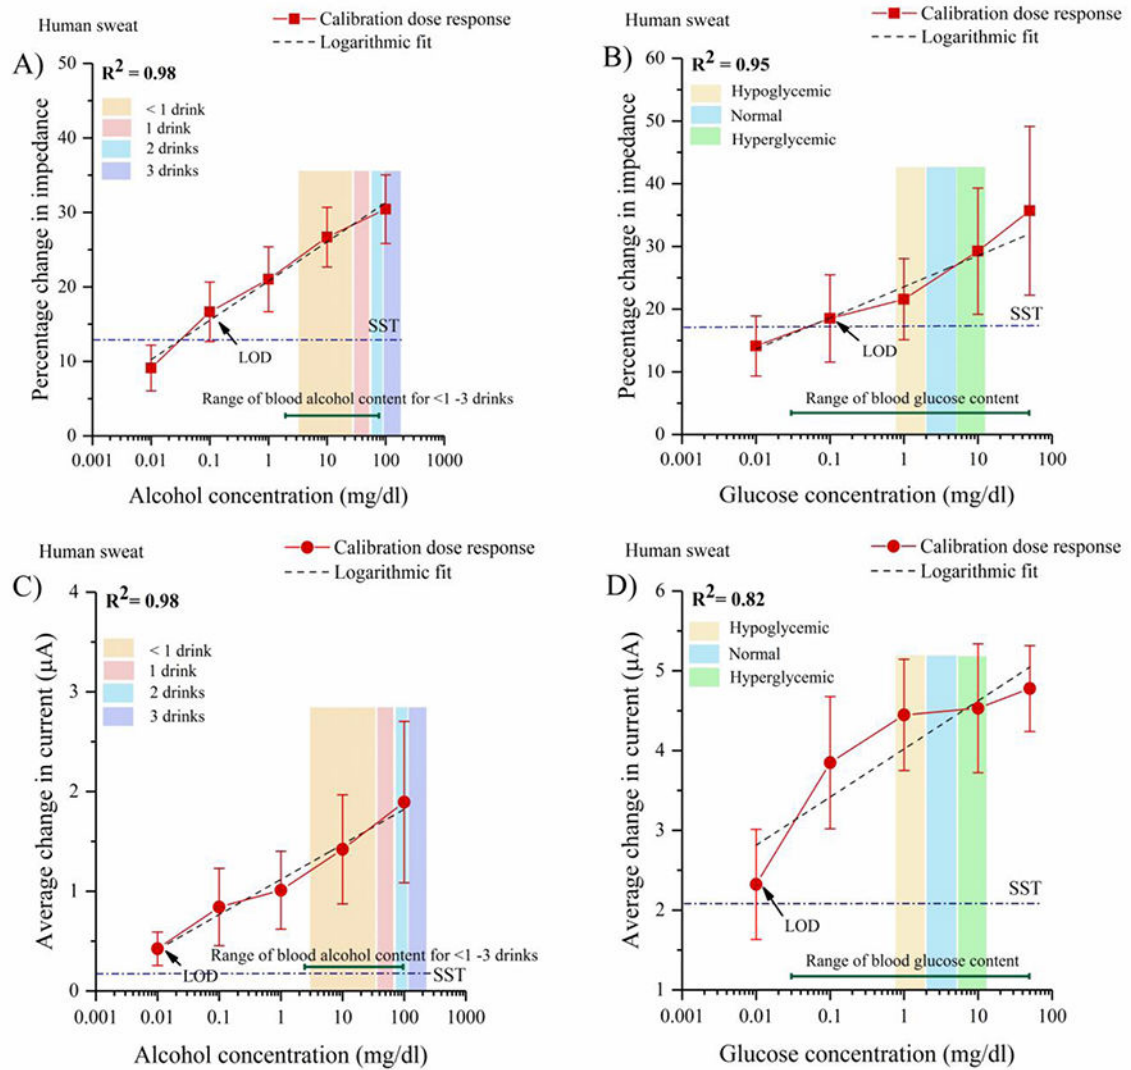 Human sweat
Calibration dose response
Logarithmic fit
A)
R2 = 0.98
< 1 drink
1 drink
2 drinks
3 drinks
50
40
30
20
10
0
Percentage change in impedance
SST
LOD
Range of blood alcohol content for <1 -3 drinks
0.001 0.01 0.1 1 10 100 1000
Alcohol concentration (mg/dl)
Human sweat
Calibration dose response
Logarithmic fit
B)
R2 = 0.95
Hypoglycemic
Normal
Hyperglycemic
60
50
40
30
20
10
0
Percentage change in impedance
SST
LOD
Range of blood glucose content
0.001 0.01 0.1 1 10 100
Glucose concentration (mg/dl)
Human sweat
Calibration dose response
Logarithmic fit
C)
R2 = 0.98
< 1 drink
1 drink
2 drinks
3 drinks
4
3
2
1
0
Average change in current (µA)
Range of blood alcohol content for <1 -3 drinks
LOD
SST
0.001 0.01 0.1 1 10 100 1000
Alcohol concentration (mg/dl)
Human sweat
Calibration dose response
Logarithmic fit
D)
R2= 0.82
Hypoglycemic
Normal
Hyperglycemic
6
5
4
3
2
1
Average change in current (µA)
SST
LOD
Range of blood glucose content
0.001 0.01 0.1 1 10 100
Glucose concentration (mg/dl)